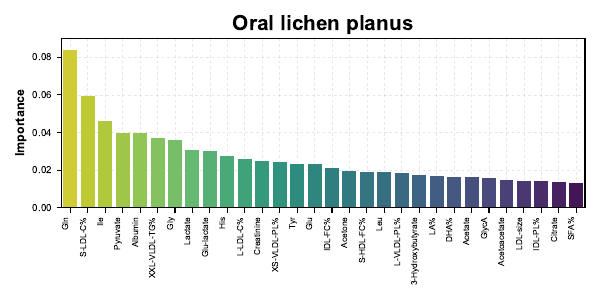 Oral lichen planus
Importance
0.08
0.06
0.04
0.02
0.00
Gln
S-LDL-C%
Ile
Pyruvate
Albumin
XXL-VLDL-TG%
Gly
Lactate
Glu-lactate
His
L-LDL-C%
Creatinine
XS-VLDL-PL%
Tyr
Glu
IDL-FC%
Acetone
S-HDL-FC%
Leu
L-VLDL-PL%
3-Hydroxybutyrate
LA%
DHA%
Acetate
GlycA
Acetoacetate
LDL-size
IDL-PL%
Citrate
SFA%